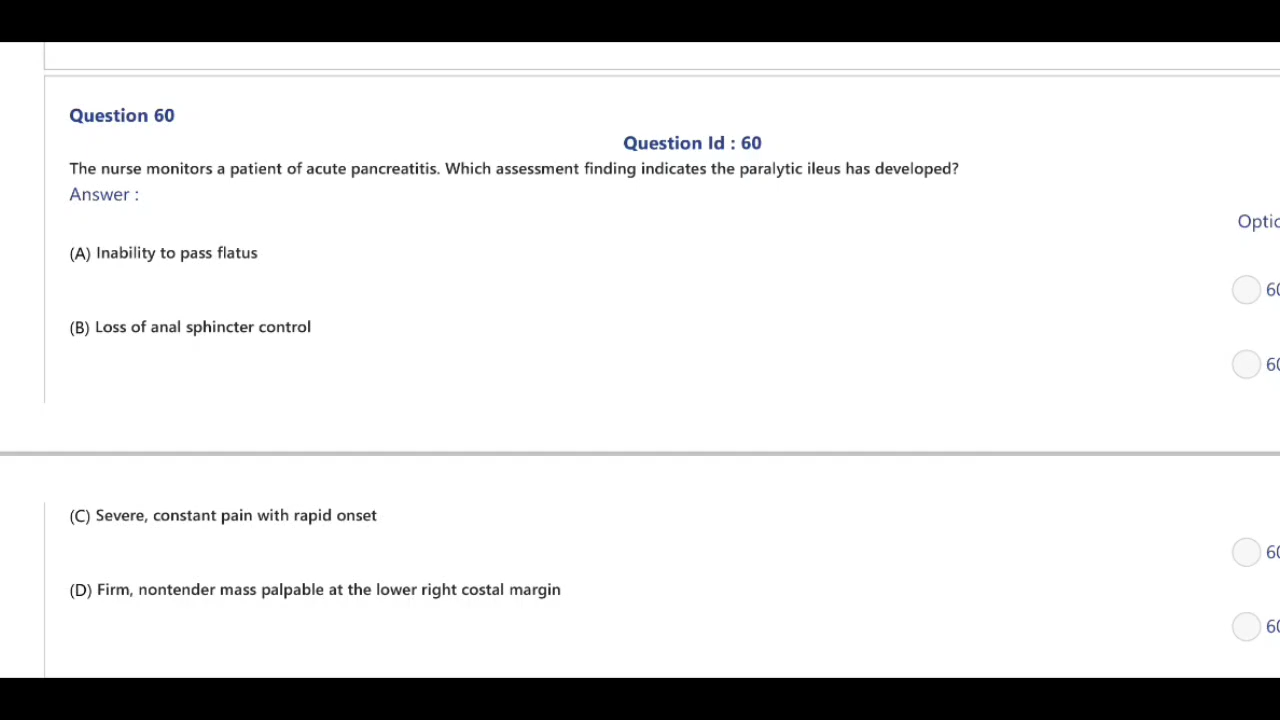 Question 60
Question Id : 60
The nurse monitors a patient of acute pancreatitis. Which assessment finding indicates the paralytic ileus has developed?
Answer :
(A) Inability to pass flatus
(B) Loss of anal sphincter control
(C) Severe, constant pain with rapid onset
(D) Firm, nontender mass palpable at the lower right costal margin